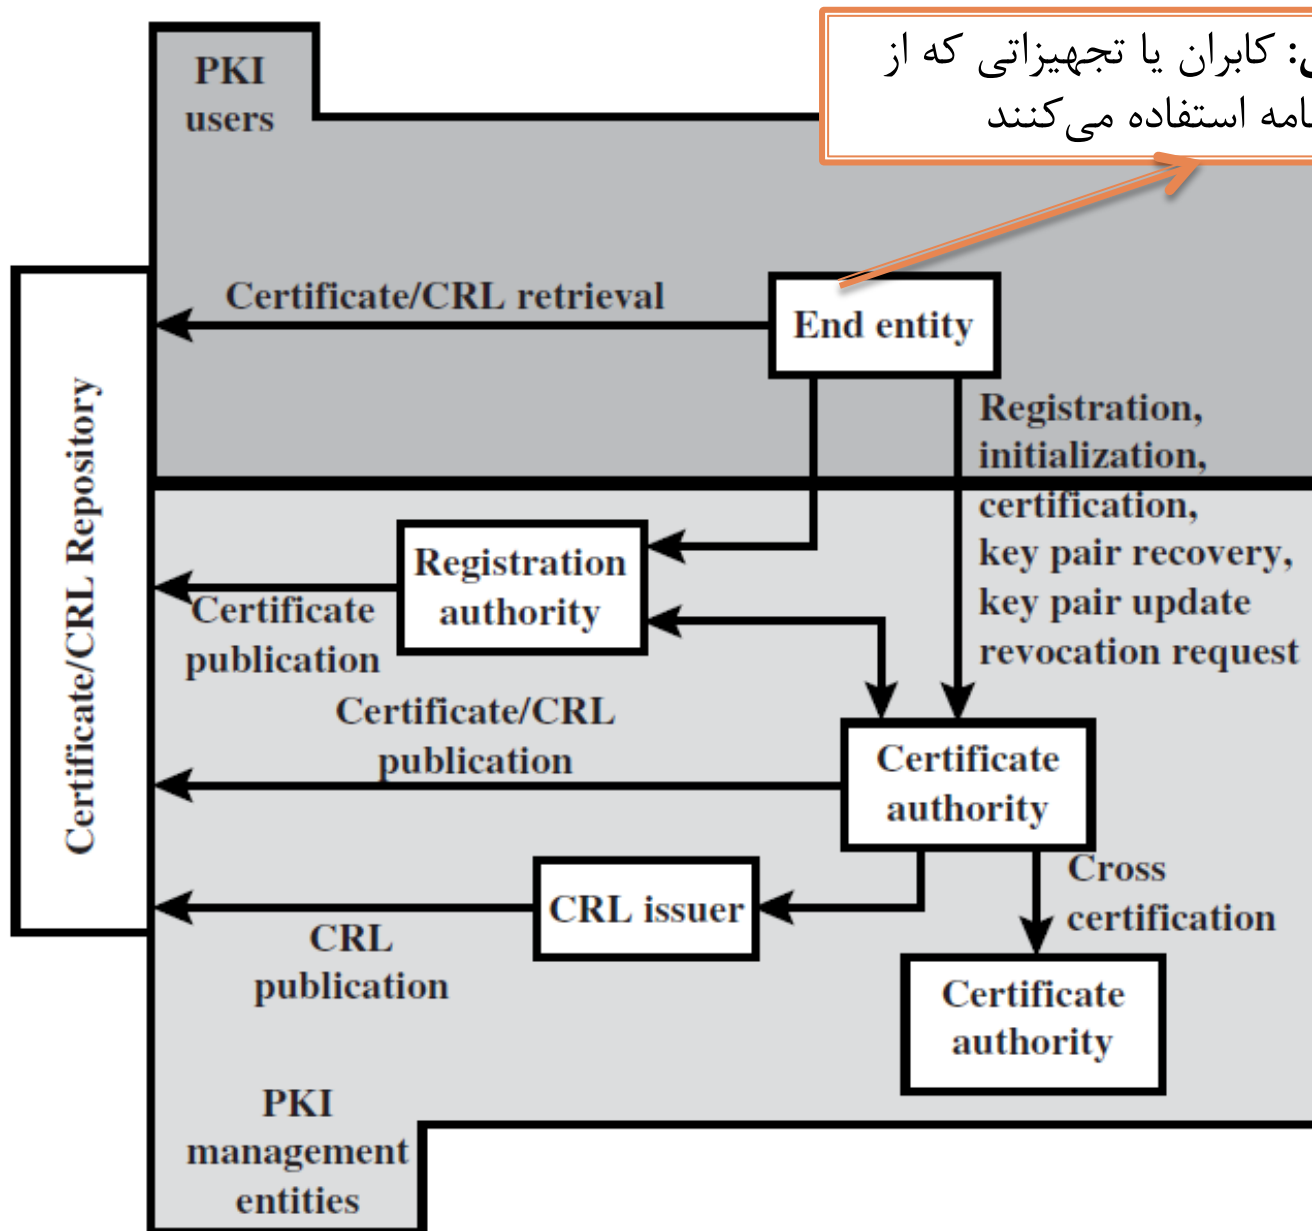 PKI
users
: کابران یا تجهیزاتی که از
استفاده می‌کنند
Certificate/CRL retrieval
End entity
Certificate/CRL Repository
Registration,
initialization,
certification,
key pair recovery,
key pair update
revocation request
Registration
authority
Certificate
publication
Certificate/CRL
publication
Certificate
authority
Cross
certification
CRL issuer
CRL
publication
Certificate
authority
PKI
management
entities